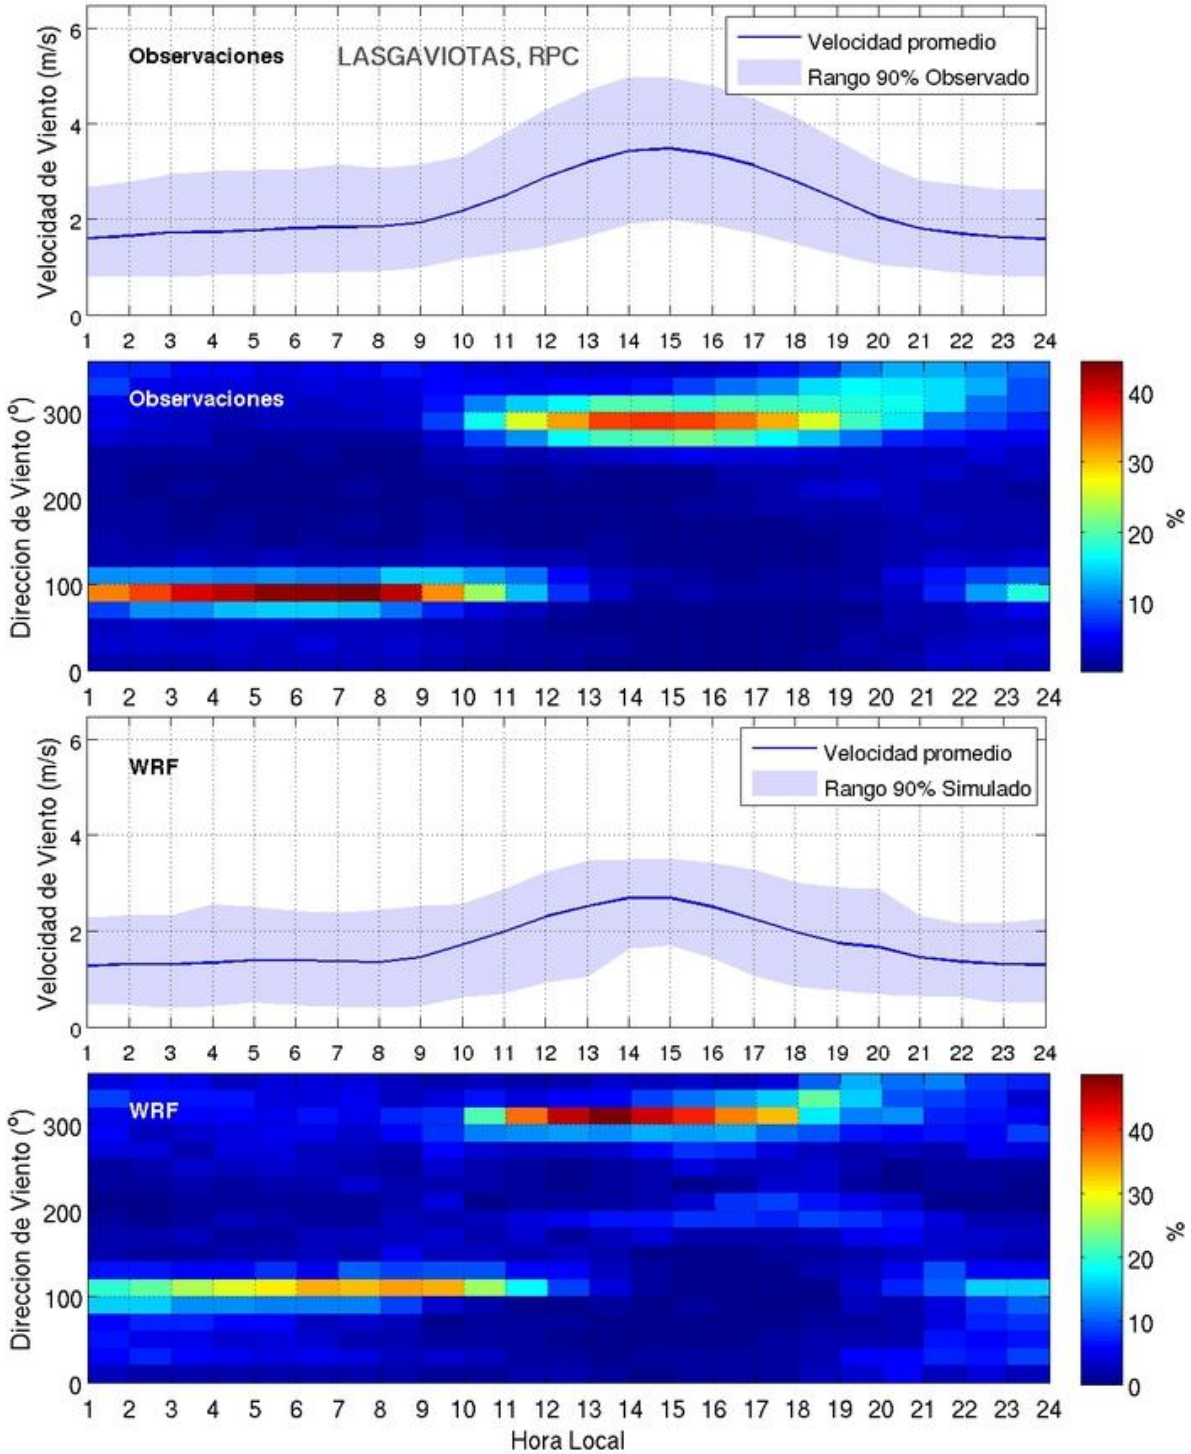 Velocidad de Viento (m/s)
6
4
2
0
Observaciones LASGAVIOTAS, RPC
Velocidad promedio
Rango 90% Observado
1 2 3 4 5 6 7 8 9 10 11 12 13 14 15 16 17 18 19 20 21 22 23 24
Direccion de Viento (º)
300
200
100
0
Observaciones
1 2 3 4 5 6 7 8 9 10 11 12 13 14 15 16 17 18 19 20 21 22 23 24
40
30
20
10
%
Velocidad de Viento (m/s)
6
4
2
0
WRF
Velocidad promedio
Rango 90% Simulado
1 2 3 4 5 6 7 8 9 10 11 12 13 14 15 16 17 18 19 20 21 22 23 24
Direccion de Viento (º)
300
200
100
0
WRF
1 2 3 4 5 6 7 8 9 10 11 12 13 14 15 16 17 18 19 20 21 22 23 24
Hora Local
40
30
20
10
0
%